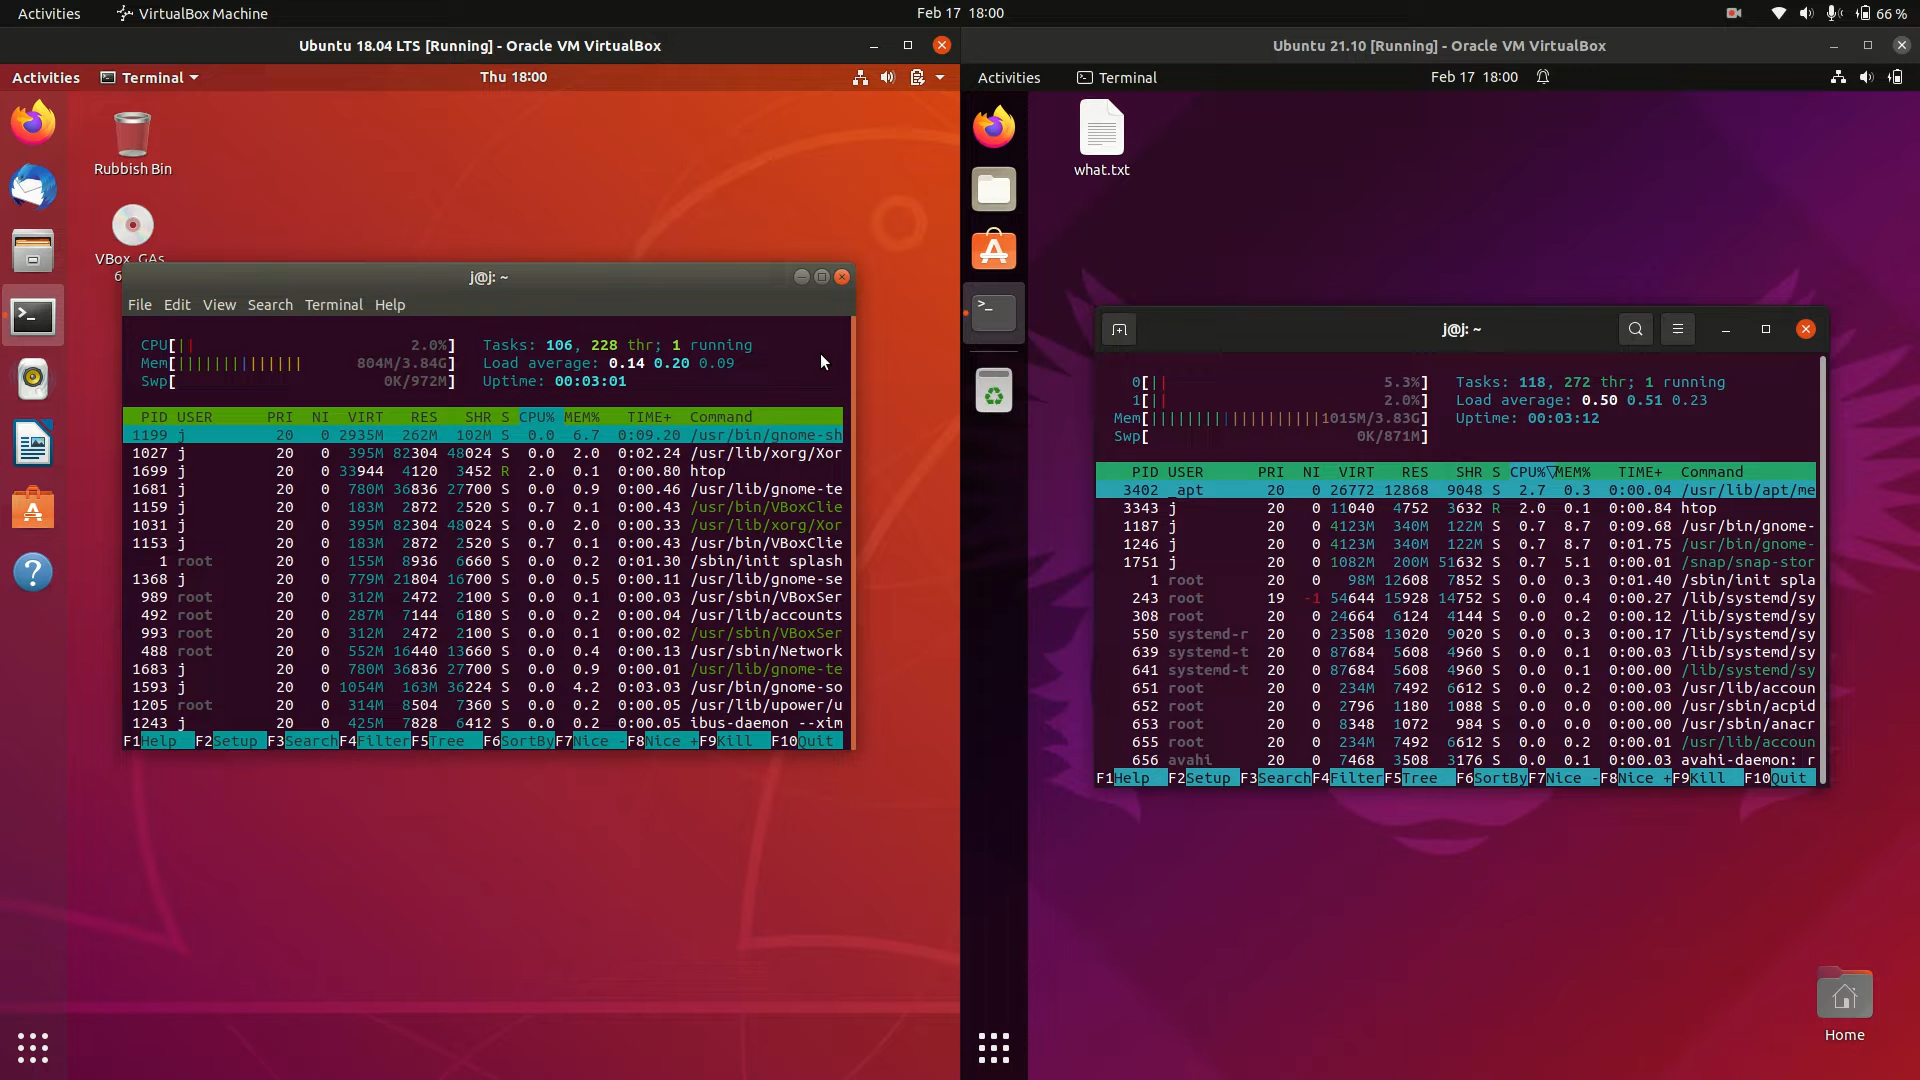 Activities VirtualBox Machine Feb 17 18:00 66 %
Ubuntu 18.04 LTS [Running] - Oracle VM VirtualBox
Activities Terminal Thu 18:00
Rubbish Bin
VBox_GAs_
6
j@j: ~
File Edit View Search Terminal Help
CPU[|| 2.0%] Tasks: 106, 228 thr; 1 running
Mem[|||||||||||||| 804M/3.84G] Load average: 0.14 0.20 0.09
Swp[ 0K/972M] Uptime: 00:03:01
PID USER PRI NI VIRT RES SHR S CPU% MEM% TIME+ Command
1199 j 20 0 2935M 262M 102M S 0.0 6.7 0:09.20 /usr/bin/gnome-sh
1027 j 20 0 395M 82304 48024 S 0.0 2.0 0:02.24 /usr/lib/xorg/Xor
1699 j 20 0 33944 4120 3452 R 2.0 0.1 0:00.80 htop
1681 j 20 0 780M 36836 27700 S 0.0 0.9 0:00.46 /usr/lib/gnome-te
1159 j 20 0 183M 2872 2520 S 0.7 0.1 0:00.43 /usr/bin/VBoxClie
1031 j 20 0 395M 82304 48024 S 0.0 2.0 0:00.33 /usr/lib/xorg/Xor
1153 j 20 0 183M 2872 2520 S 0.7 0.1 0:00.43 /usr/bin/VBoxClie
1 root 20 0 155M 8936 6660 S 0.0 0.2 0:01.30 /sbin/init splash
1368 j 20 0 779M 21804 16700 S 0.0 0.5 0:00.11 /usr/lib/gnome-se
989 root 20 0 312M 2472 2100 S 0.0 0.1 0:00.03 /usr/sbin/VBoxSer
492 root 20 0 287M 7144 6180 S 0.0 0.2 0:00.04 /usr/lib/accounts
993 root 20 0 312M 2472 2100 S 0.0 0.1 0:00.02 /usr/sbin/VBoxSer
488 root 20 0 552M 16440 13660 S 0.0 0.4 0:00.13 /usr/sbin/Network
1683 j 20 0 780M 36836 27700 S 0.0 0.9 0:00.01 /usr/lib/gnome-te
1593 j 20 0 1054M 163M 36224 S 0.0 4.2 0:03.03 /usr/bin/gnome-so
1205 root 20 0 314M 8504 7360 S 0.0 0.2 0:00.05 /usr/lib/upower/u
1243 j 20 0 425M 7828 6412 S 0.0 0.2 0:00.05 ibus-daemon --xim
F1Help F2Setup F3SearchF4FilterF5Tree F6SortByF7Nice -F8Nice +F9Kill F10Quit
Ubuntu 21.10 [Running] - Oracle VM VirtualBox
Activities Terminal Feb 17 18:00
what.txt
j@j: ~
0[|| 5.3%] Tasks: 118, 272 thr; 1 running
1[|| 2.0%] Load average: 0.50 0.51 0.23
Mem[|||||||||||||||||||1015M/3.83G] Uptime: 00:03:12
Swp[ 0K/871M]
PID USER PRI NI VIRT RES SHR S CPU%▽MEM% TIME+ Command
3402 _apt 20 0 26772 12868 9048 S 2.7 0.3 0:00.04 /usr/lib/apt/me
3343 j 20 0 11040 4752 3632 R 2.0 0.1 0:00.84 htop
1187 j 20 0 4123M 340M 122M S 0.7 8.7 0:09.68 /usr/bin/gnome-
1246 j 20 0 4123M 340M 122M S 0.7 8.7 0:01.75 /usr/bin/gnome-
1751 j 20 0 1082M 200M 51632 S 0.7 5.1 0:00.01 /snap/snap-stor
1 root 20 0 98M 12608 7852 S 0.0 0.3 0:01.40 /sbin/init spla
243 root 19 -1 54644 15928 14752 S 0.0 0.4 0:00.27 /lib/systemd/sy
308 root 20 0 24664 6124 4144 S 0.0 0.2 0:00.12 /lib/systemd/sy
550 systemd-r 20 0 23508 13020 9020 S 0.0 0.3 0:00.17 /lib/systemd/sy
639 systemd-t 20 0 87684 5608 4960 S 0.0 0.1 0:00.03 /lib/systemd/sy
641 systemd-t 20 0 87684 5608 4960 S 0.0 0.1 0:00.00 /lib/systemd/sy
651 root 20 0 234M 7492 6612 S 0.0 0.2 0:00.03 /usr/lib/accoun
652 root 20 0 2796 1180 1088 S 0.0 0.0 0:00.00 /usr/sbin/acpid
653 root 20 0 8348 1072 984 S 0.0 0.0 0:00.03 /usr/sbin/anacr
655 root 20 0 234M 7492 6612 S 0.0 0.2 0:00.01 /usr/lib/accoun
656 avahi 20 0 7468 3508 3176 S 0.0 0.1 0:00.03 avahi-daemon: r
F1Help F2Setup F3SearchF4FilterF5Tree F6SortByF7Nice -F8Nice +F9Kill F10Quit
Home